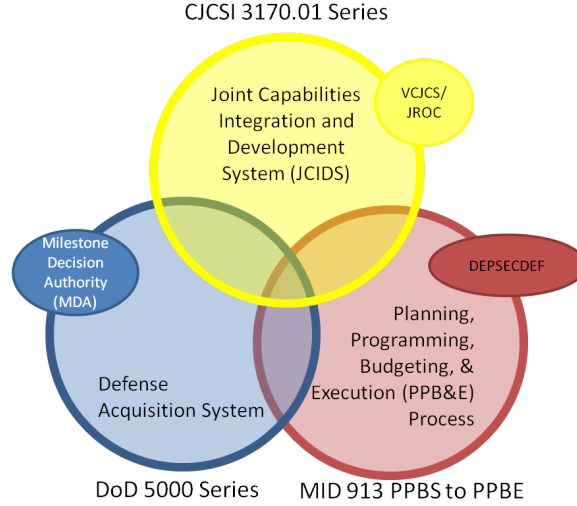 CJCSI 3170.01 Series
Joint Capabilities
Integration and
Development
System (JCIDS)
VCJCS/
JROC
Milestone
Decision
Authority
(MDA)
DEPSECDEF
Defense
Acquisition System
Planning,
Programming,
Budgeting, &
Execution (PPB&E)
Process
DoD 5000 Series
MID 913 PPBS to PPBE